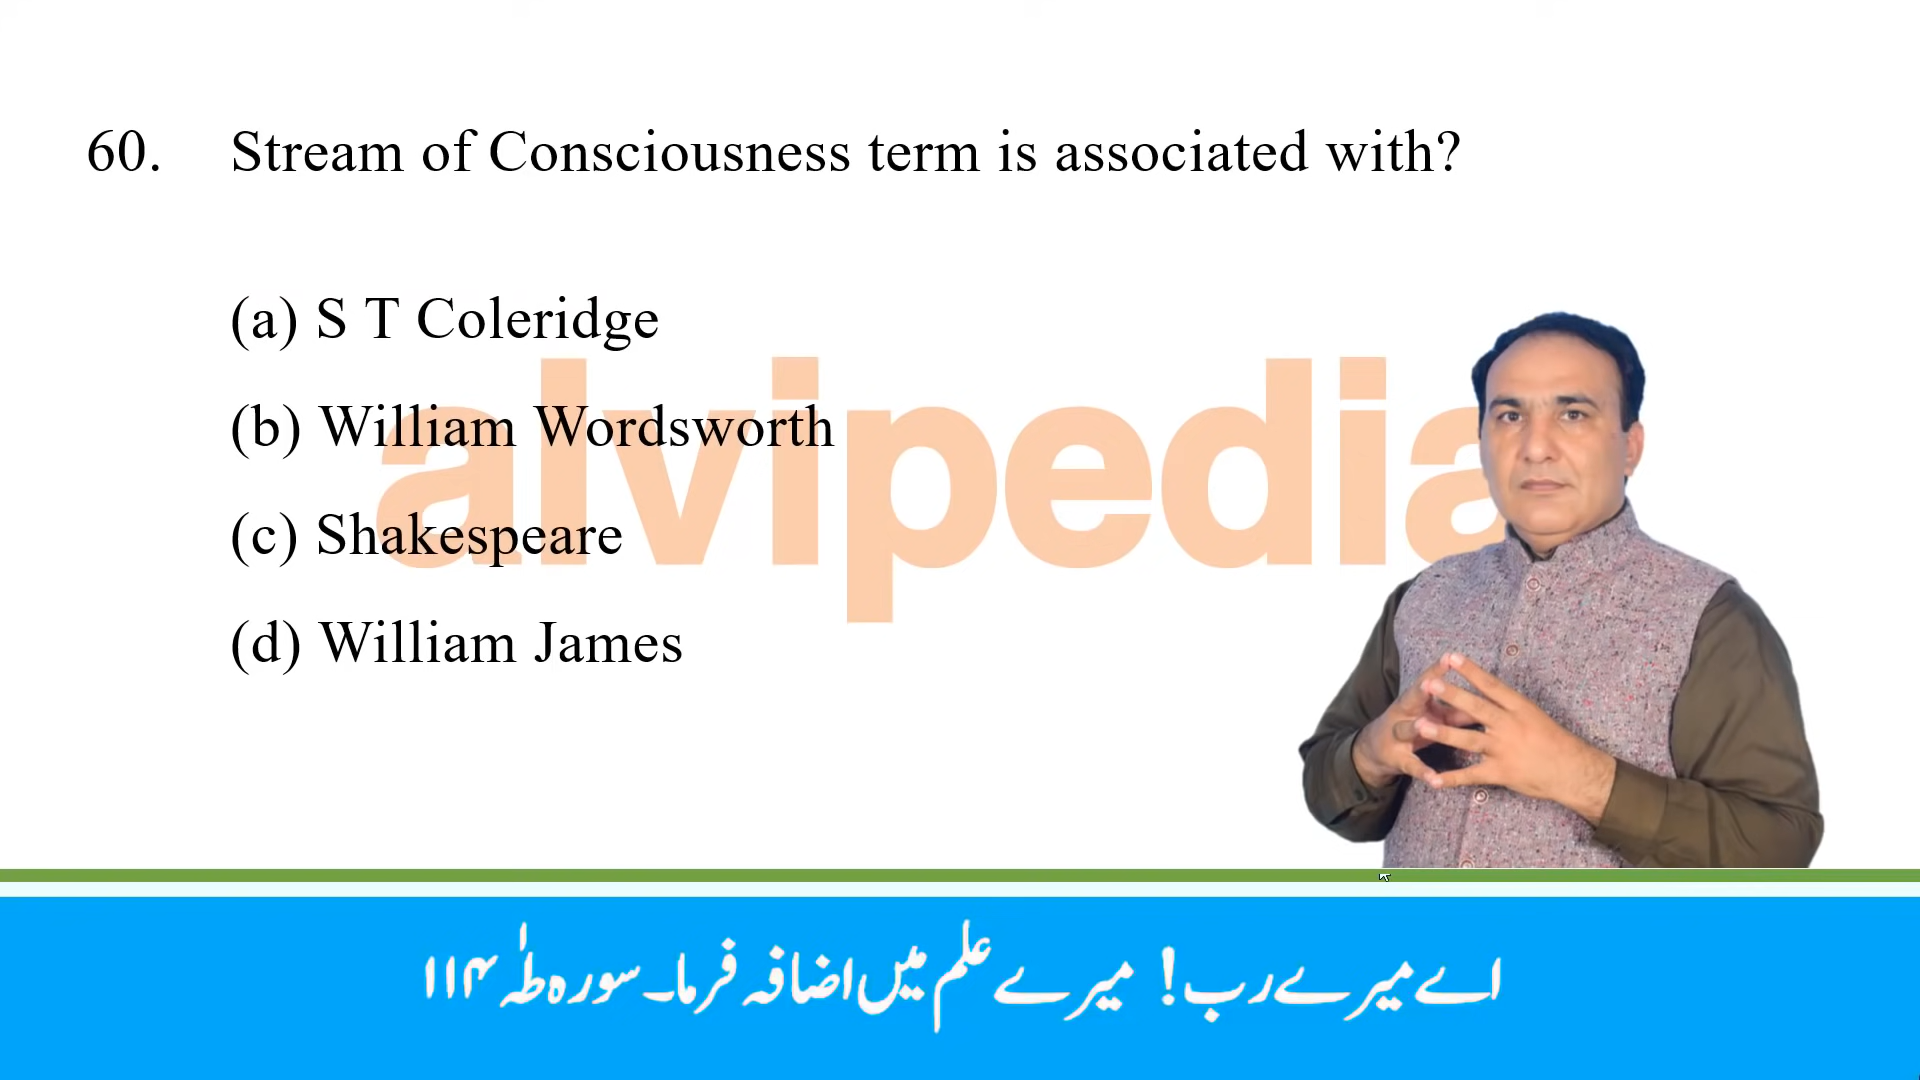 60. Stream of Consciousness term is associated with?
(a) S T Coleridge
(b) William Wordsworth
(c) Shakespeare
(d) William James
alvipedia
اے میرے رب! میرے علم میں اضافہ فرما۔ سورہ طہٰ ۱۱۴